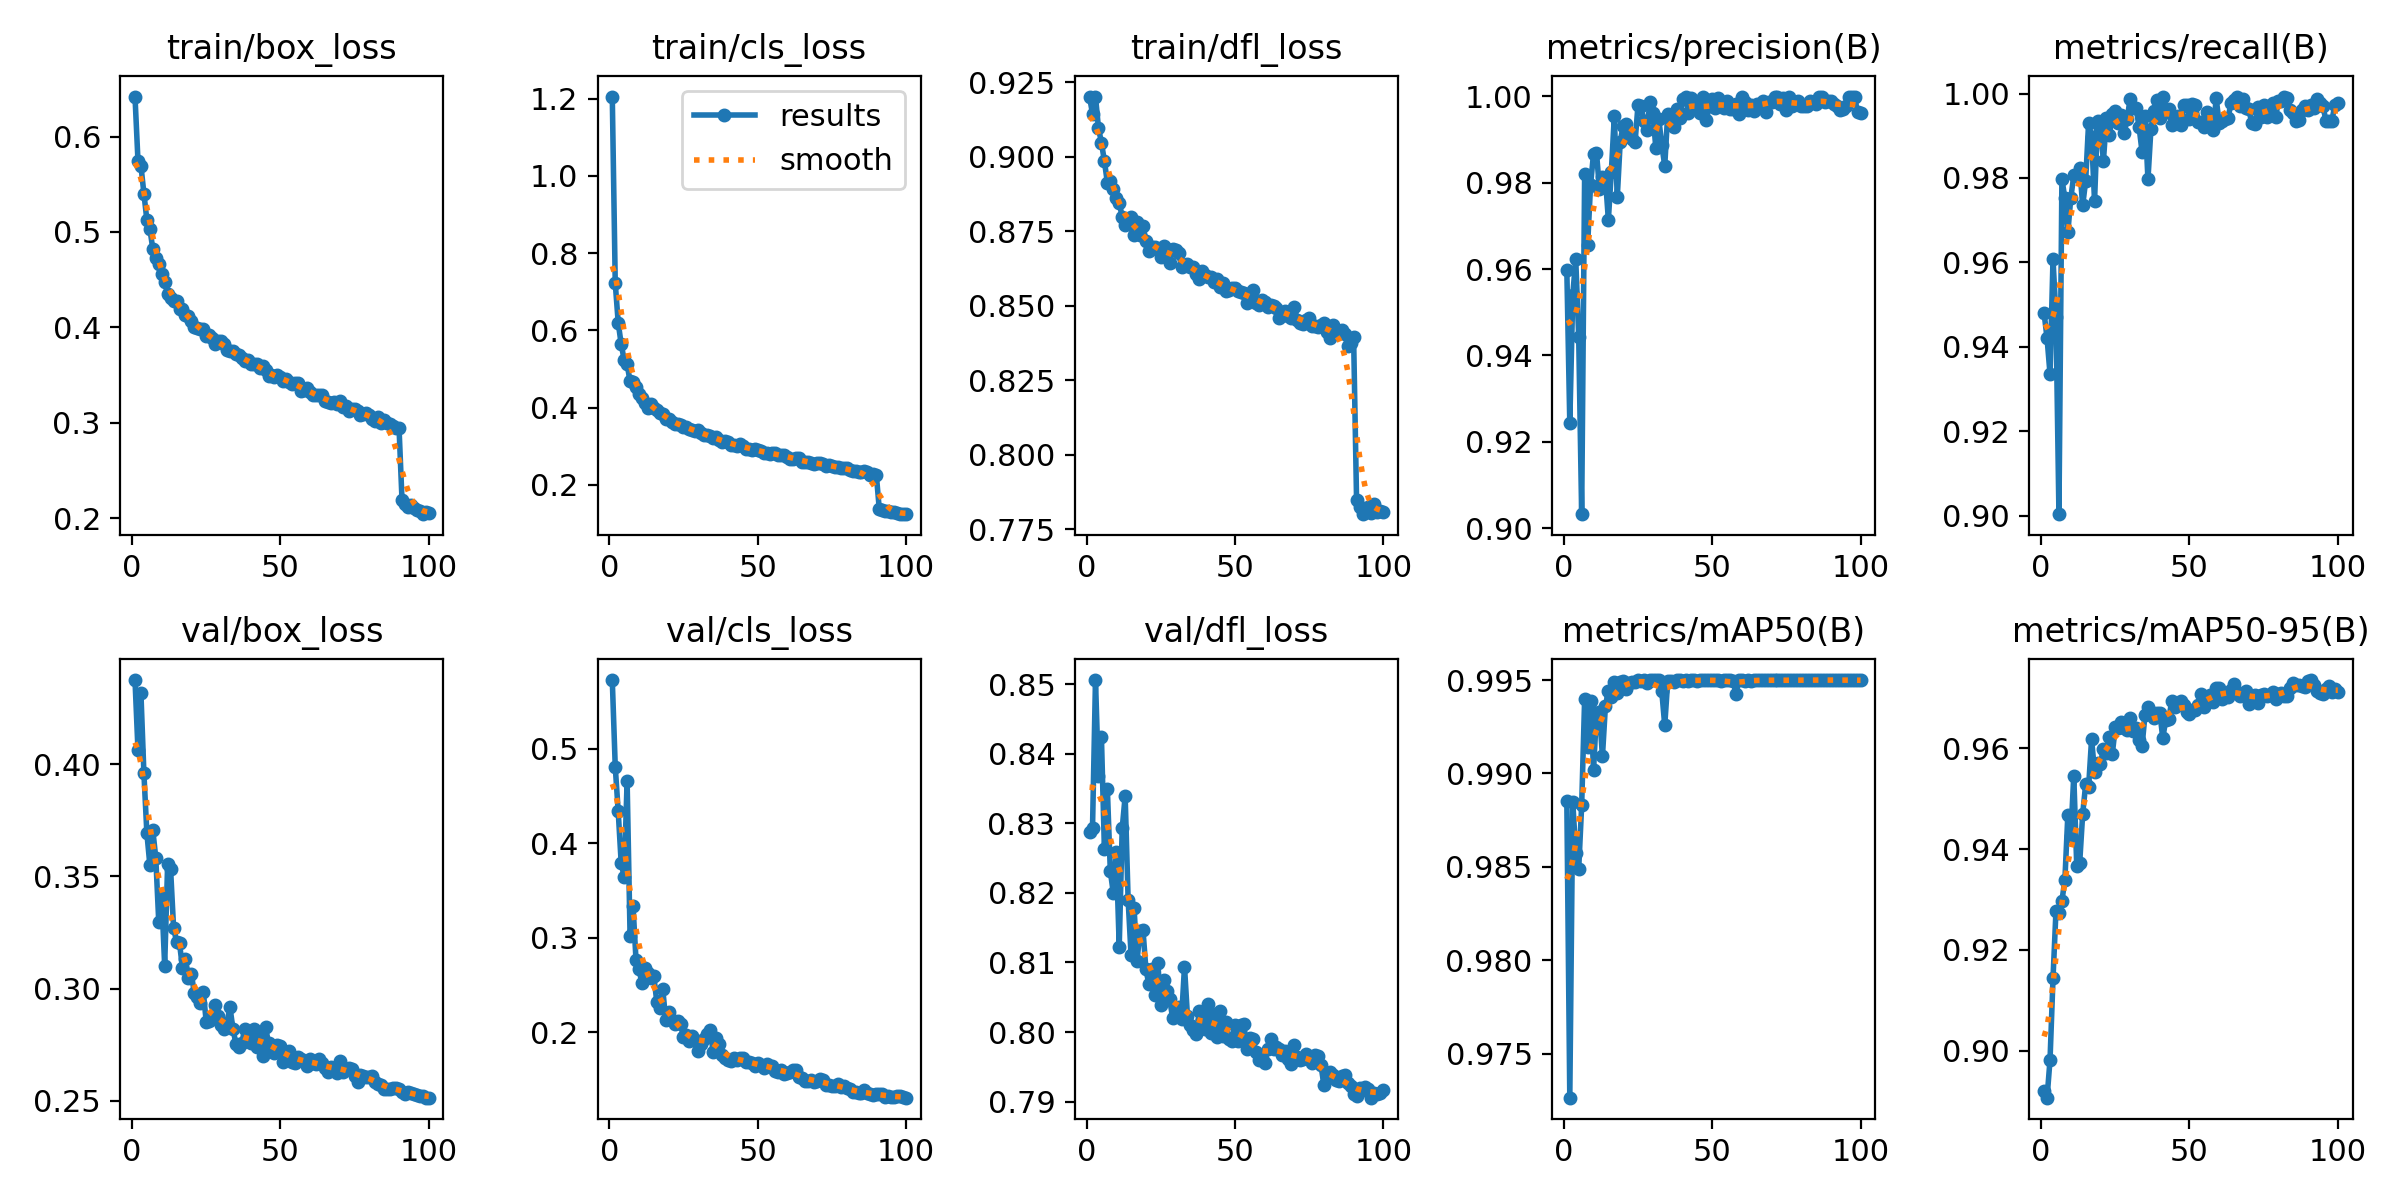 train/box_loss
0.6
0.5
0.4
0.3
0.2
0 50 100
train/cls_loss
results
smooth
1.2
1.0
0.8
0.6
0.4
0.2
0 50 100
train/dfl_loss
0.925
0.900
0.875
0.850
0.825
0.800
0.775
0 50 100
metrics/precision(B)
1.00
0.98
0.96
0.94
0.92
0.90
0 50 100
metrics/recall(B)
1.00
0.98
0.96
0.94
0.92
0.90
0 50 100
val/box_loss
0.40
0.35
0.30
0.25
0 50 100
val/cls_loss
0.5
0.4
0.3
0.2
0 50 100
val/dfl_loss
0.85
0.84
0.83
0.82
0.81
0.80
0.79
0 50 100
metrics/mAP50(B)
0.995
0.990
0.985
0.980
0.975
0 50 100
metrics/mAP50-95(B)
0.96
0.94
0.92
0.90
0 50 100